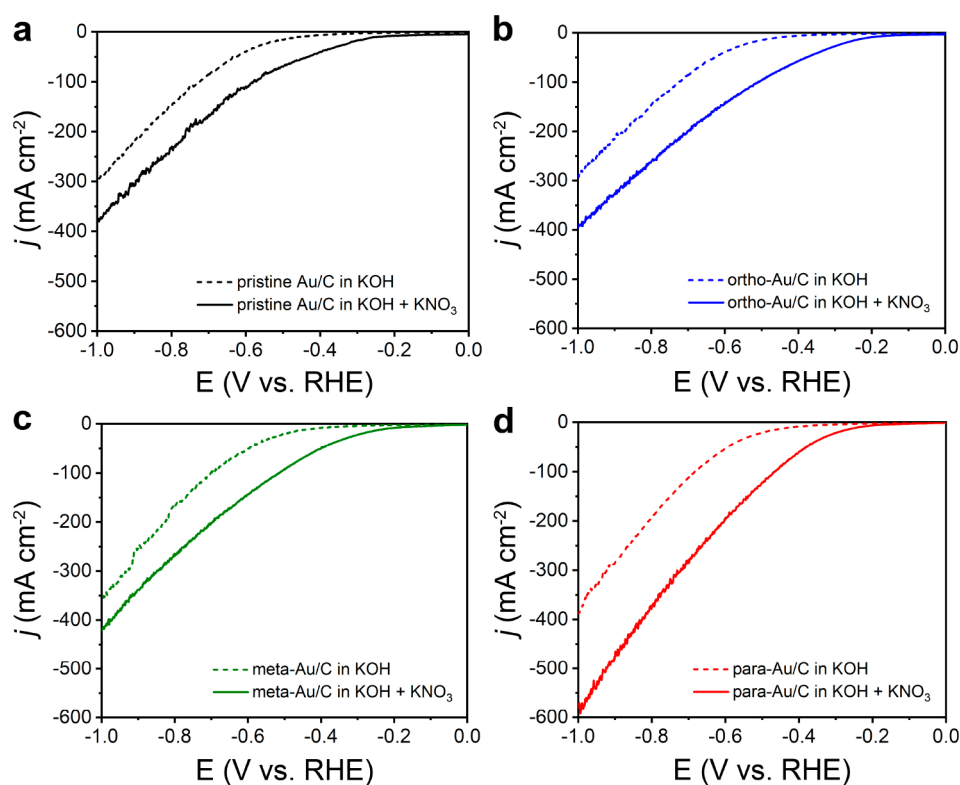 a
0
-100
-200
-300
-400
-500
-600
j (mA cm⁻²)
pristine Au/C in KOH
pristine Au/C in KOH + KNO₃
-1.0 -0.8 -0.6 -0.4 -0.2 0.0
E (V vs. RHE)
b
0
-100
-200
-300
-400
-500
-600
j (mA cm⁻²)
ortho-Au/C in KOH
ortho-Au/C in KOH + KNO₃
-1.0 -0.8 -0.6 -0.4 -0.2 0.0
E (V vs. RHE)
c
0
-100
-200
-300
-400
-500
-600
j (mA cm⁻²)
meta-Au/C in KOH
meta-Au/C in KOH + KNO₃
-1.0 -0.8 -0.6 -0.4 -0.2 0.0
E (V vs. RHE)
d
0
-100
-200
-300
-400
-500
-600
j (mA cm⁻²)
para-Au/C in KOH
para-Au/C in KOH + KNO₃
-1.0 -0.8 -0.6 -0.4 -0.2 0.0
E (V vs. RHE)